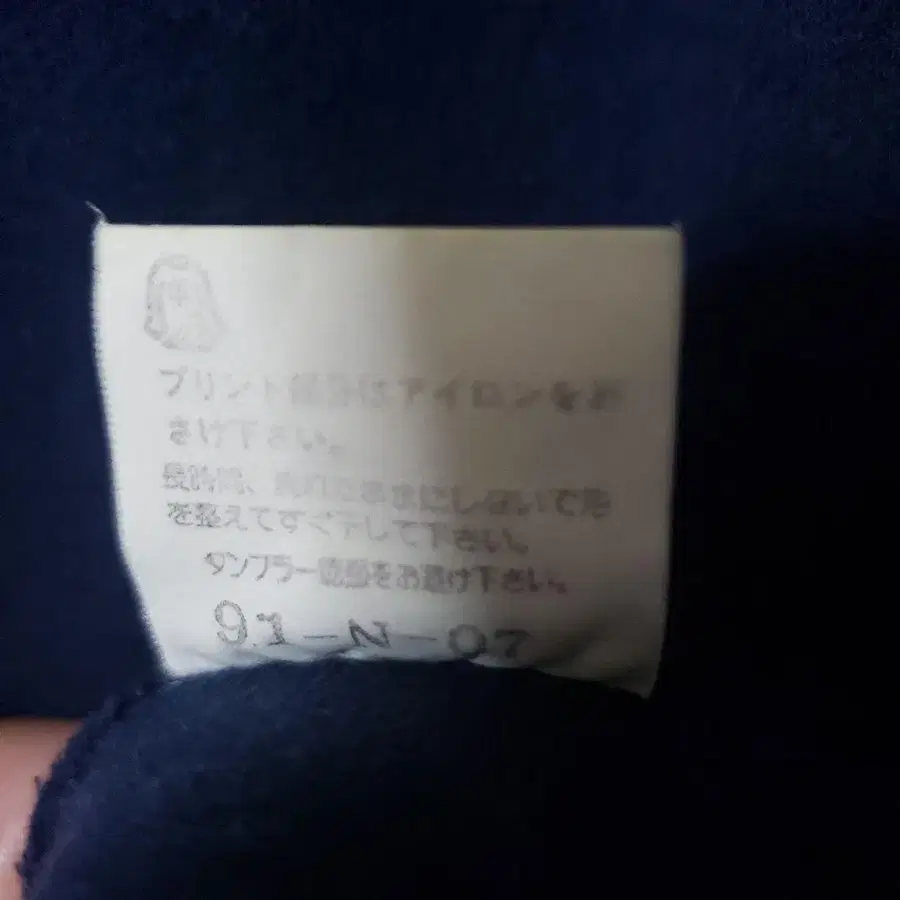 プリント部分はアイロンをお
さけ下さい。
長時間、濡れたままにしないで形
を整えてすぐ干して下さい。
タンブラー乾燥をお避け下さい。
91-N-07